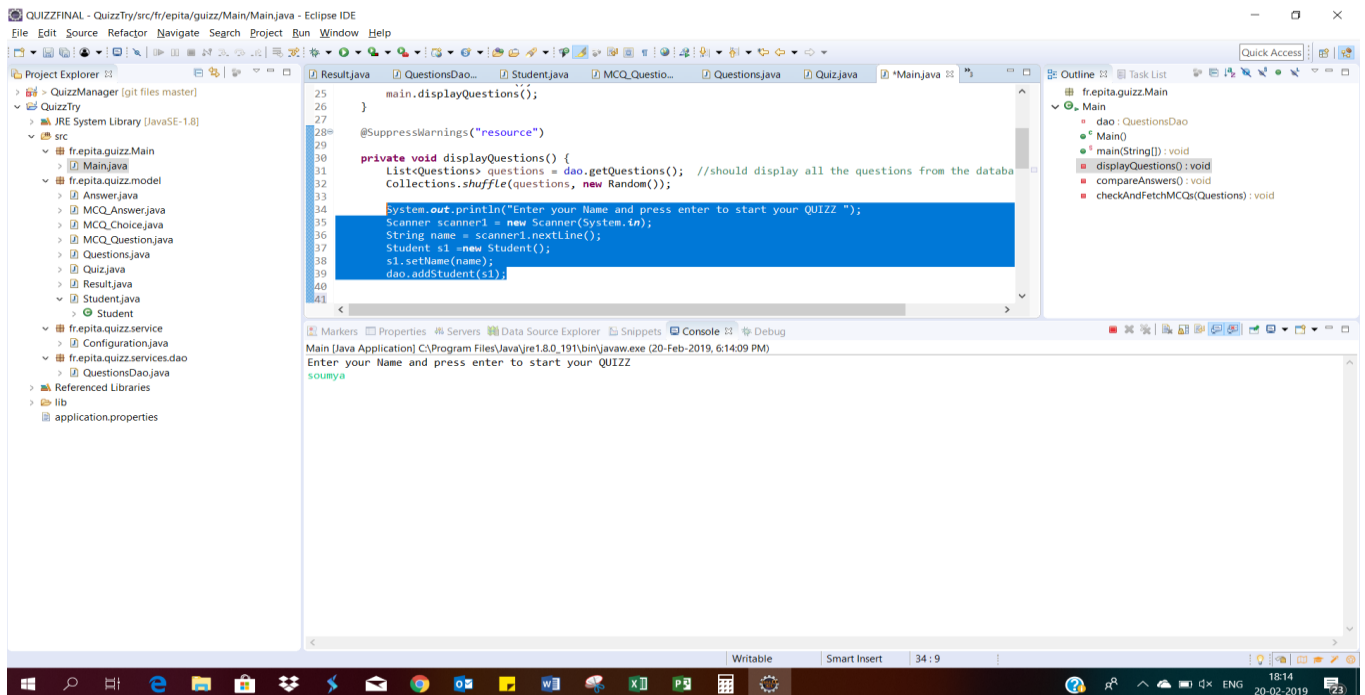 QUIZZFINAL - QuizzTry/src/fr/epita/guizz/Main/Main.java - Eclipse IDE
File Edit Source Refactor Navigate Search Project Run Window Help
Quick Access
Project Explorer
> QuizzManager [git files master]
QuizzTry
JRE System Library [JavaSE-1.8]
src
fr.epita.guizz.Main
Main.java
fr.epita.quizz.model
Answer.java
MCQ_Answer.java
MCQ_Choice.java
MCQ_Question.java
Questions.java
Quiz.java
Result.java
Student.java
Student
fr.epita.quizz.service
Configuration.java
fr.epita.quizz.services.dao
QuestionsDao.java
Referenced Libraries
lib
application.properties
Result.java QuestionsDao... Student.java MCQ_Questio... Questions.java Quiz.java *Main.java
25 main.displayQuestions();
26 }
27
28 @SuppressWarnings("resource")
29
30 private void displayQuestions() {
31 List<Questions> questions = dao.getQuestions(); //should display all the questions from the databa
32 Collections.shuffle(questions, new Random());
33
34 System.out.println("Enter your Name and press enter to start your QUIZZ ");
35 Scanner scanner1 = new Scanner(System.in);
36 String name = scanner1.nextLine();
37 Student s1 =new Student();
38 s1.setName(name);
39 dao.addStudent(s1);
40
41
Outline Task List
fr.epita.guizz.Main
Main
dao : QuestionsDao
Main()
main(String[]) : void
displayQuestions() : void
compareAnswers() : void
checkAndFetchMCQs(Questions) : void
Markers Properties Servers Data Source Explorer Snippets Console Debug
Main [Java Application] C:\Program Files\Java\jre1.8.0_191\bin\javaw.exe (20-Feb-2019, 6:14:09 PM)
Enter your Name and press enter to start your QUIZZ
soumya
Writable Smart Insert 34 : 9
ENG
18:14
20-02-2019
23